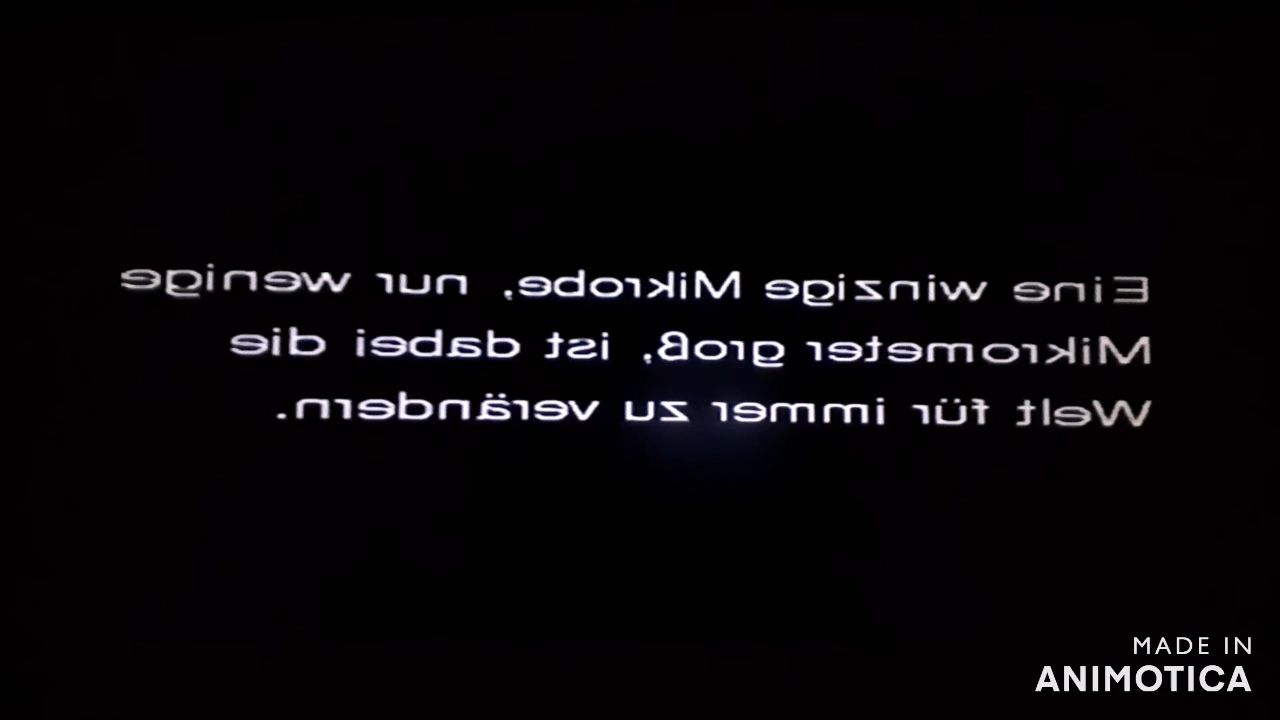 Eine winzige Mikrobe, nur wenige
Mikrometer groß, ist dabei die
Welt für immer zu verändern.
MADE IN
ANIMOTICA